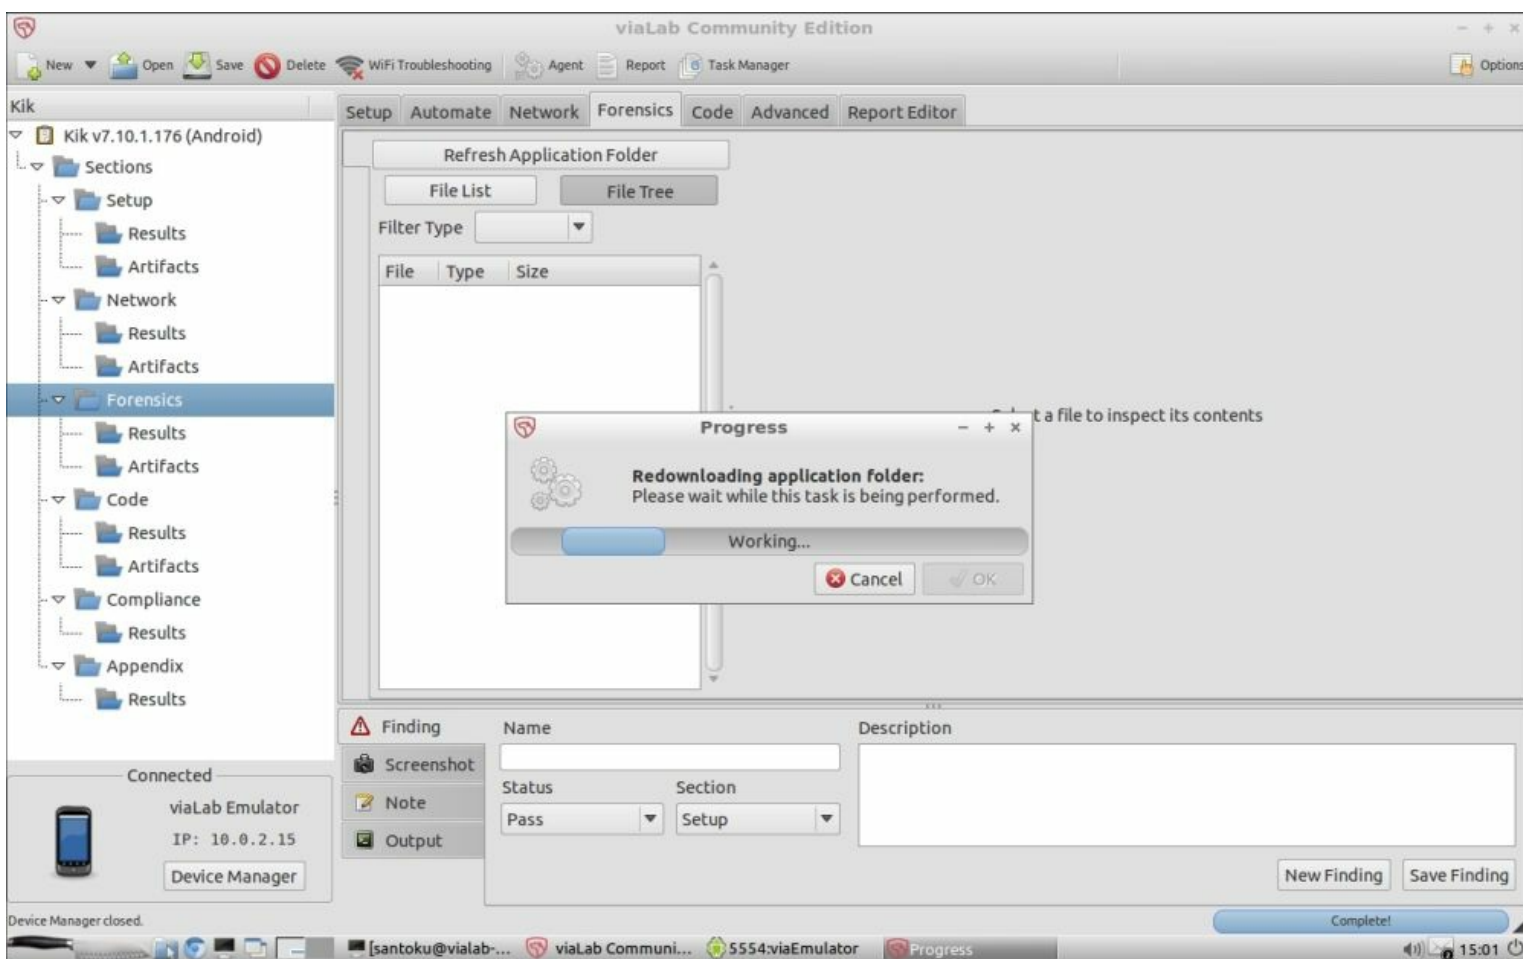 viaLab Community Edition
New Open Save Delete WiFi Troubleshooting Agent Report Task Manager Options
Kik
Setup Automate Network Forensics Code Advanced Report Editor
Kik v7.10.1.176 (Android)
Sections
Setup
Results
Artifacts
Network
Results
Artifacts
Forensics
Results
Artifacts
Code
Results
Artifacts
Compliance
Results
Appendix
Results
Refresh Application Folder
File List File Tree
Filter Type
File Type Size
t a file to inspect its contents
Progress
Redownloading application folder:
Please wait while this task is being performed.
Working...
Cancel OK
Connected
viaLab Emulator
IP: 10.0.2.15
Device Manager
Finding
Screenshot
Note
Output
Name
Description
Status Section
Pass Setup
New Finding Save Finding
Device Manager closed.
Complete!
[santoku@vialab-... viaLab Communi... 5554:viaEmulator Progress 15:01